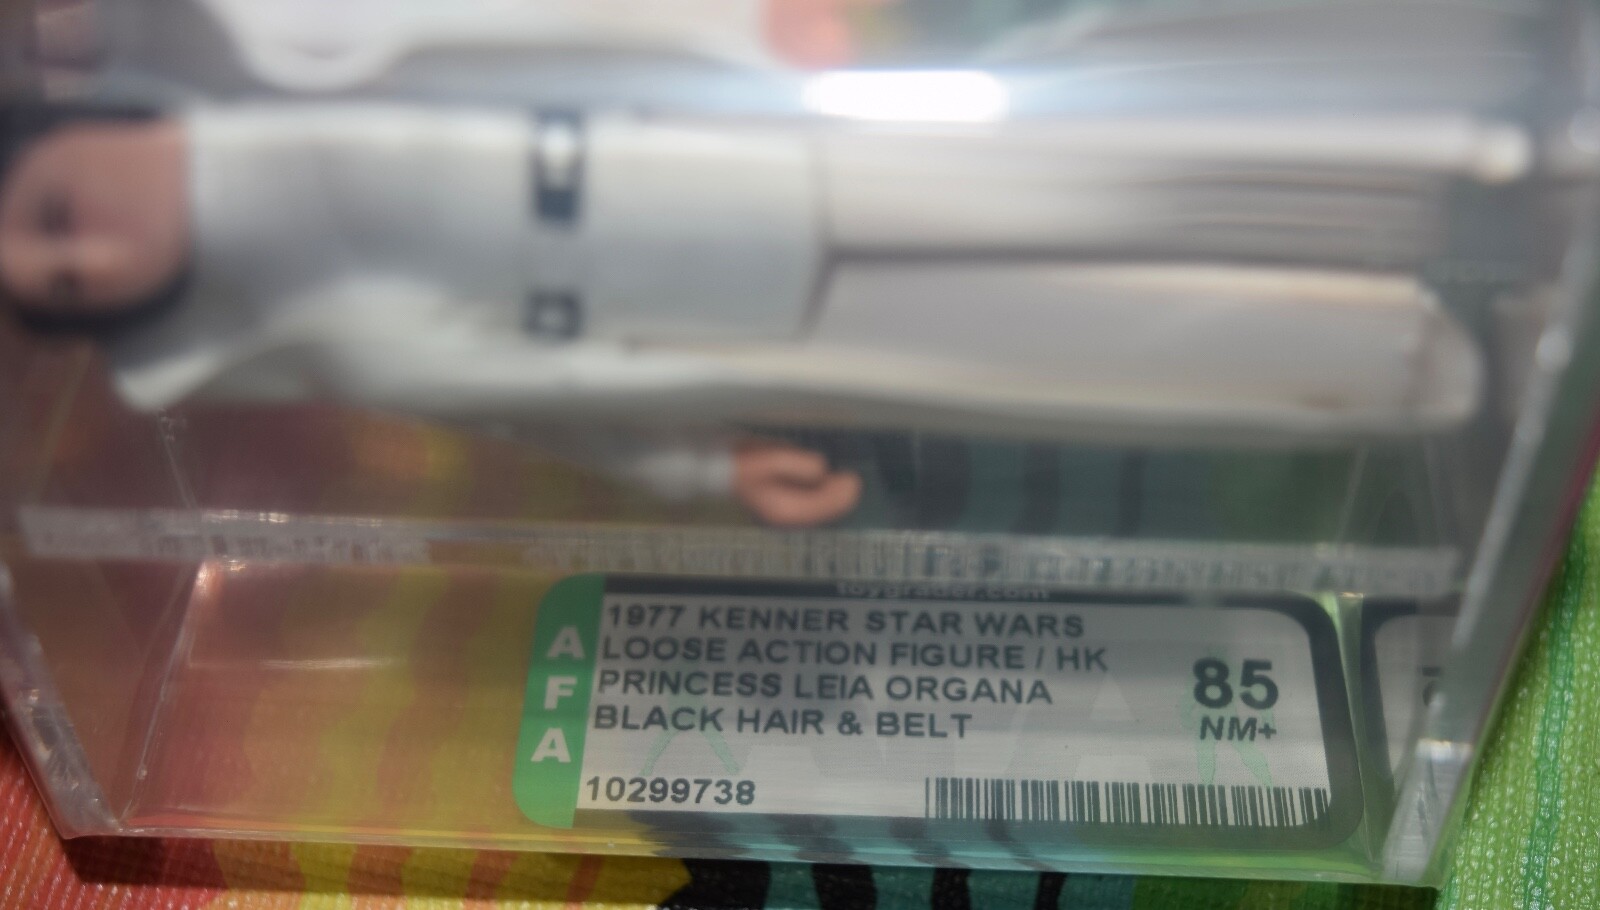 toygrader.com
AFA
1977 KENNER STAR WARS
LOOSE ACTION FIGURE / HK
PRINCESS LEIA ORGANA
BLACK HAIR & BELT
85
NM+
10299738